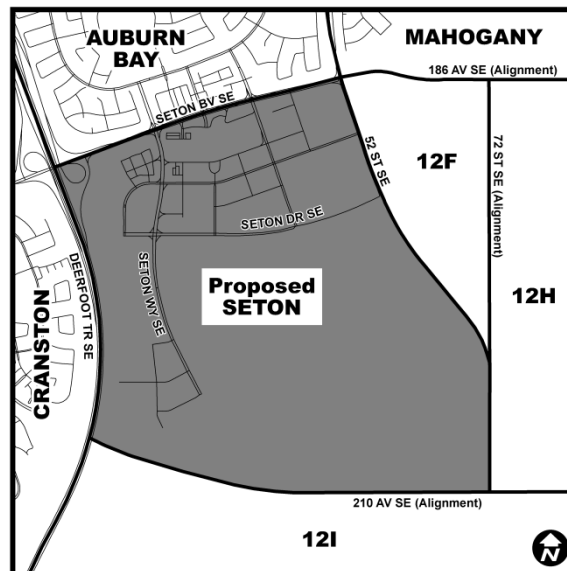 AUBURN
BAY
MAHOGANY
186 AV SE (Alignment)
SETON BV SE
52 ST SE
12F
72 ST SE (Alignment)
SETON DR SE
SETON WY SE
DEERFOOT TR SE
CRANSTON
Proposed
SETON
12H
210 AV SE (Alignment)
12I
N